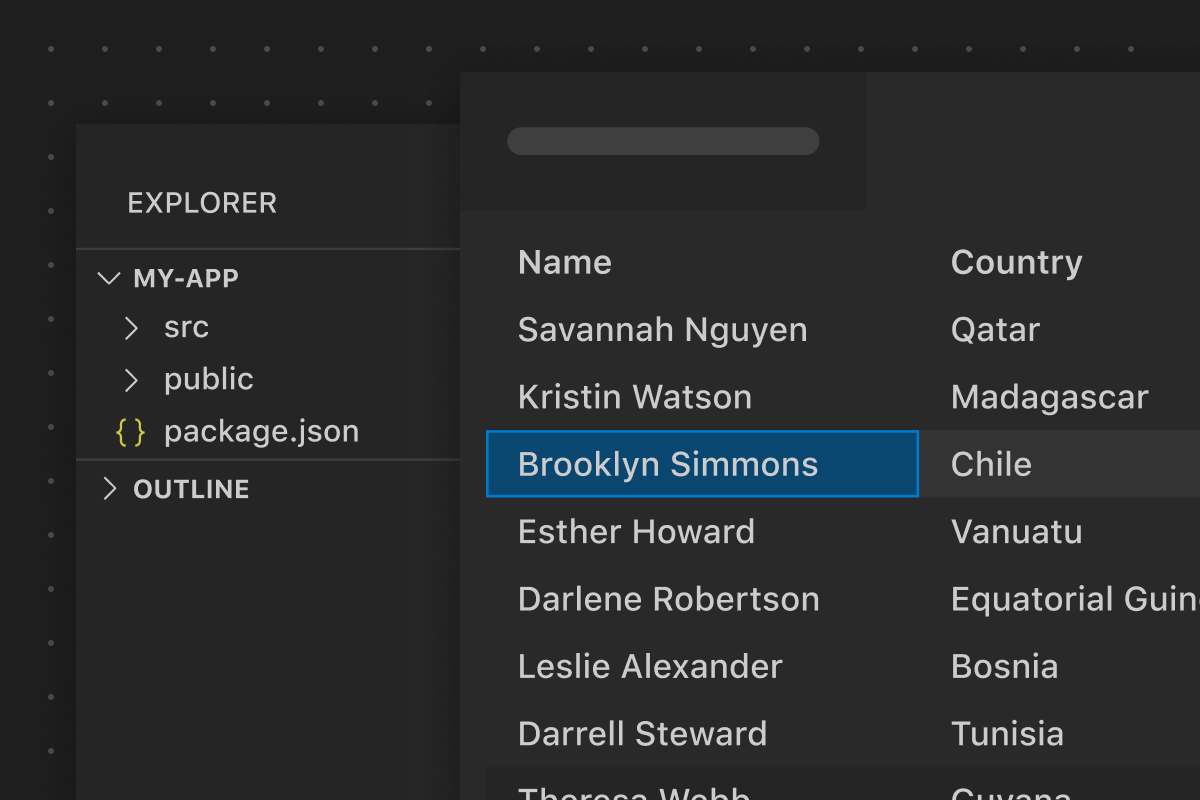 EXPLORER
MY-APP
src
public
{ } package.json
OUTLINE
Name Country
Savannah Nguyen Qatar
Kristin Watson Madagascar
Brooklyn Simmons Chile
Esther Howard Vanuatu
Darlene Robertson Equatorial Guin
Leslie Alexander Bosnia
Darrell Steward Tunisia
Theresa Webb Guyana